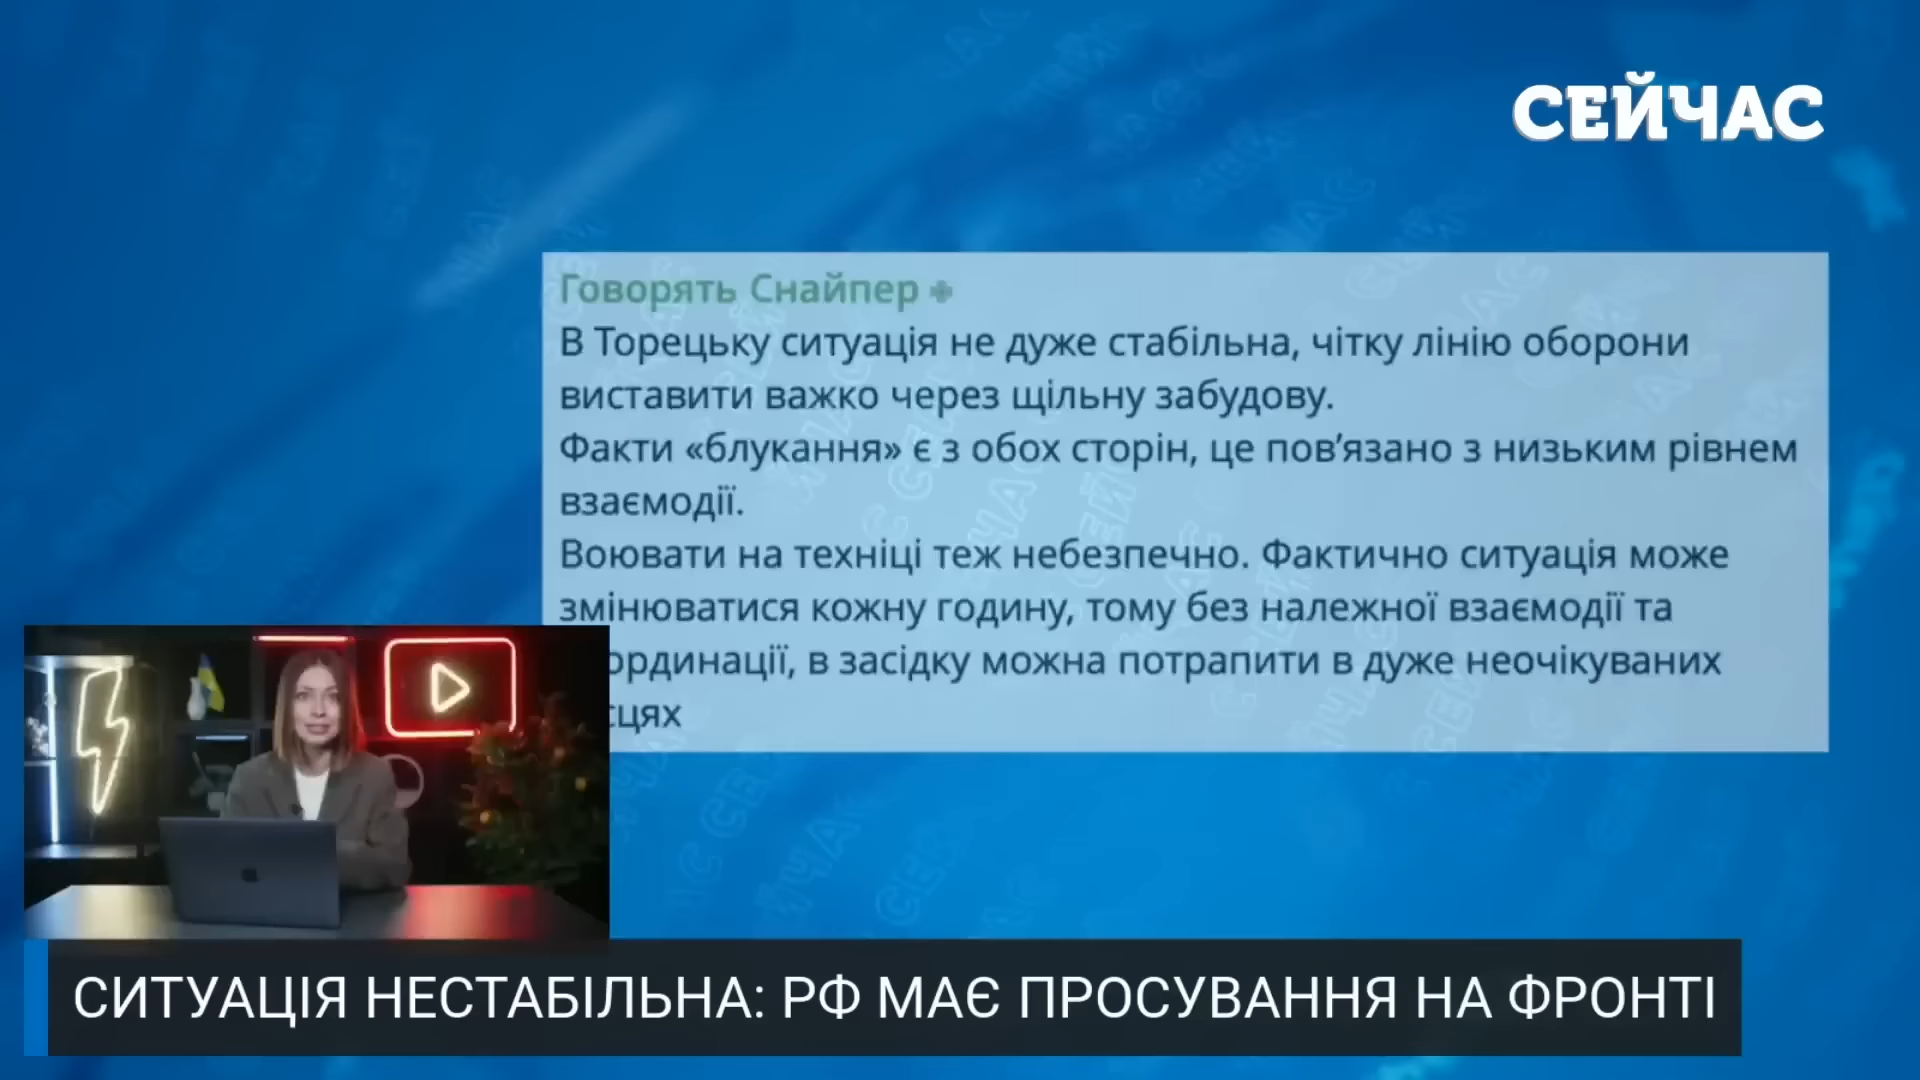 СЕЙЧАС
Говорять Снайпер
В Торецьку ситуація не дуже стабільна, чітку лінію оборони
виставити важко через щільну забудову.
Факти «блукання» є з обох сторін, це пов’язано з низьким рівнем
взаємодії.
Воювати на техніці теж небезпечно. Фактично ситуація може
змінюватися кожну годину, тому без належної взаємодії та
ординації, в засідку можна потрапити в дуже неочікуваних
сцях
СИТУАЦІЯ НЕСТАБІЛЬНА: РФ МАЄ ПРОСУВАННЯ НА ФРОНТІ